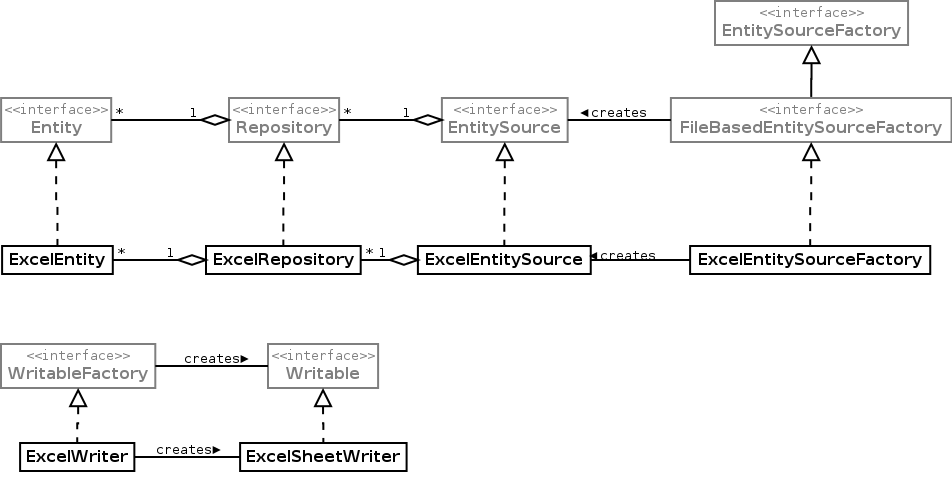 <<interface>>
EntitySourceFactory
<<interface>>
Entity
* 1
<<interface>>
Repository
* 1
<<interface>>
EntitySource
◀creates
<<interface>>
FileBasedEntitySourceFactory
ExcelEntity
* 1
ExcelRepository
* 1
ExcelEntitySource
◀creates
ExcelEntitySourceFactory
<<interface>>
WritableFactory
creates▶
<<interface>>
Writable
ExcelWriter
creates▶
ExcelSheetWriter